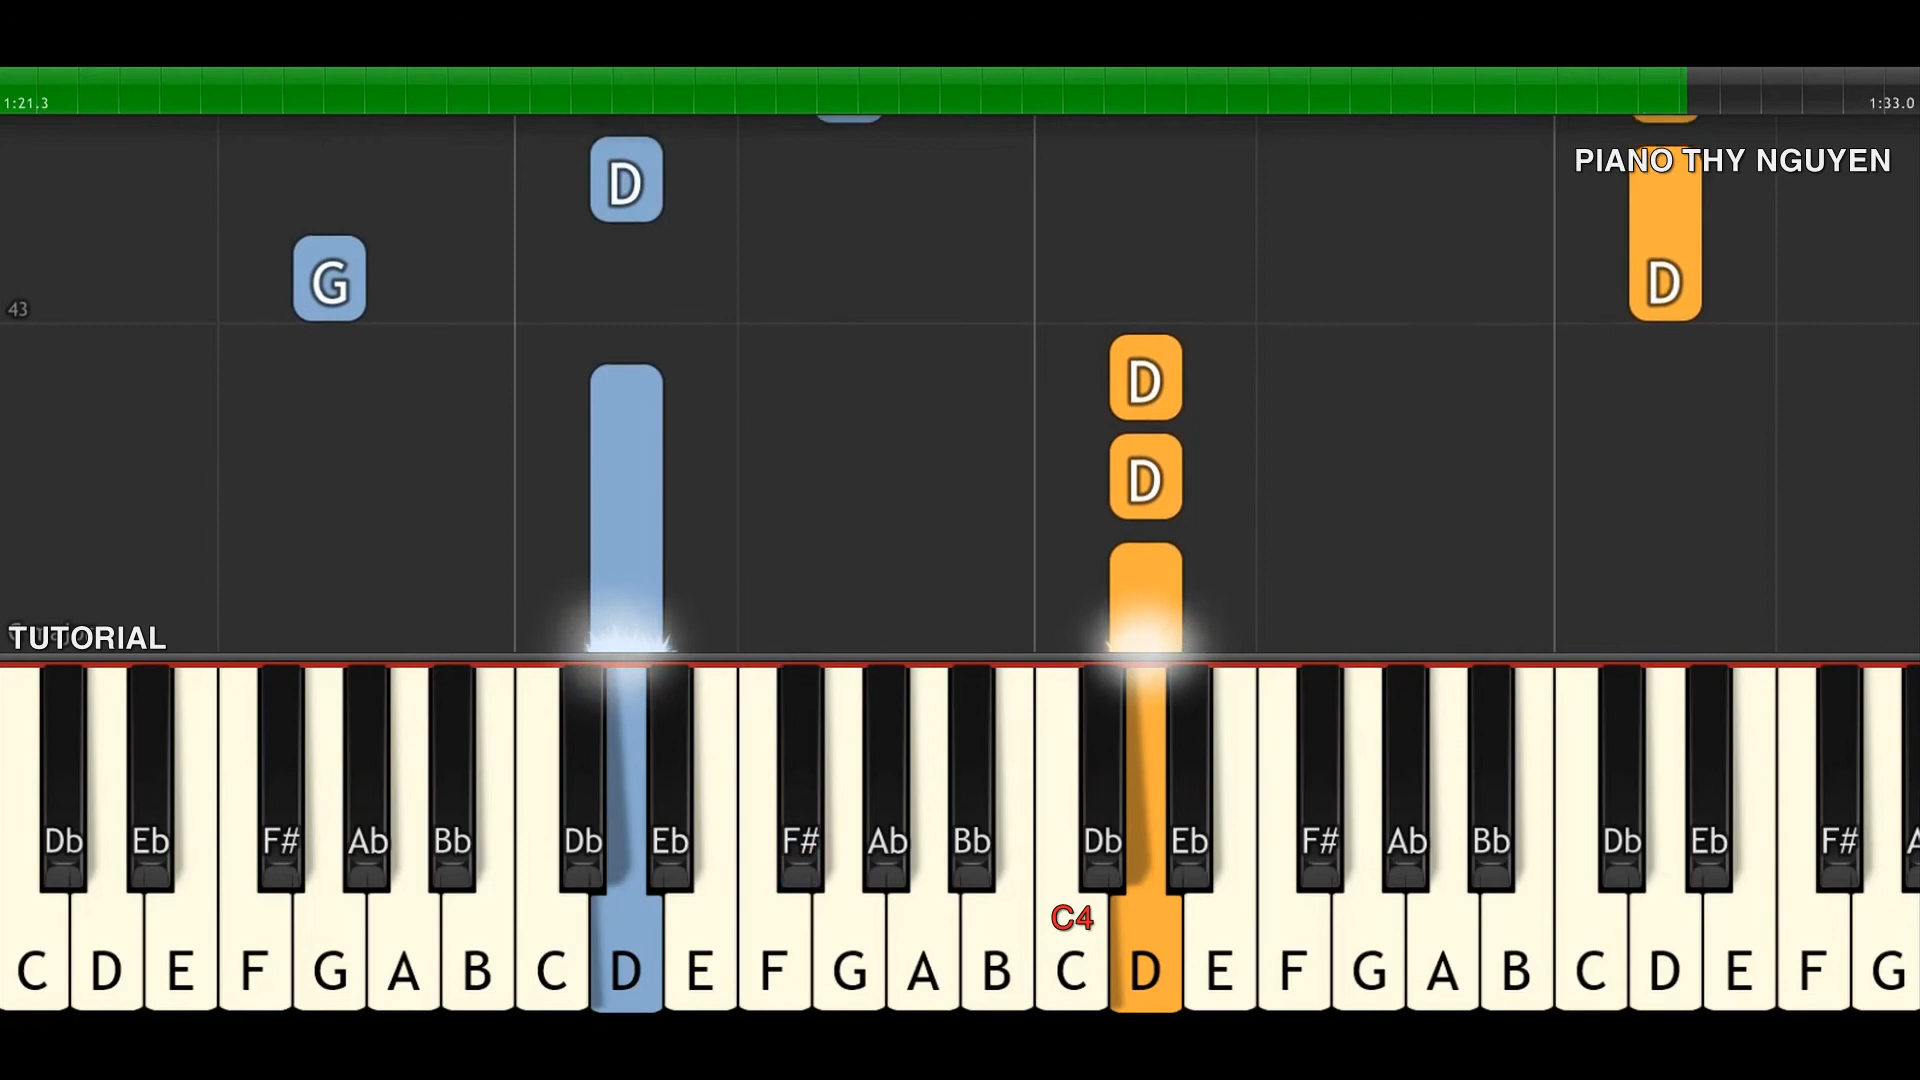 1:21.3
1:33.0
PIANO THY NGUYEN
D
G
D
43
D
D
TUTORIAL
Db Eb F# Ab Bb Db Eb F# Ab Bb Db Eb F# Ab Bb Db Eb F# A
C4
C D E F G A B C D E F G A B C D E F G A B C D E F G